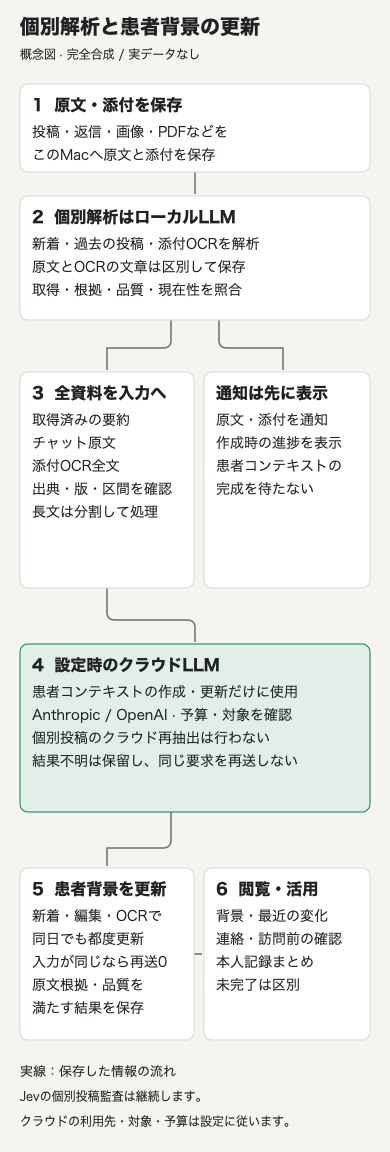 個別解析と患者背景の更新
概念図・完全合成 / 実データなし
1 原文・添付を保存
投稿・返信・画像・PDFなどを
このMacへ原文と添付を保存
2 個別解析はローカルLLM
新着・過去の投稿・添付OCRを解析
原文とOCRの文章は区別して保存
取得・根拠・品質・現在性を照合
3 全資料を入力へ
取得済みの要約
チャット原文
添付OCR全文
出典・版・区間を確認
長文は分割して処理
通知は先に表示
原文・添付を通知
作成時の進捗を表示
患者コンテキストの
完成を待たない
4 設定時のクラウドLLM
患者コンテキストの作成・更新だけに使用
Anthropic / OpenAI・予算・対象を確認
個別投稿のクラウド再抽出は行わない
結果不明は保留し、同じ要求を再送しない
5 患者背景を更新
新着・編集・OCRで
同日でも都度更新
入力が同じなら再送0
原文根拠・品質を
満たす結果を保存
6 閲覧・活用
背景・最近の変化
連絡・訪問前の確認
本人記録まとめ
未完了は区別
実線：保存した情報の流れ
Jevの個別投稿監査は継続します。
クラウドの利用先・対象・予算は設定に従います。